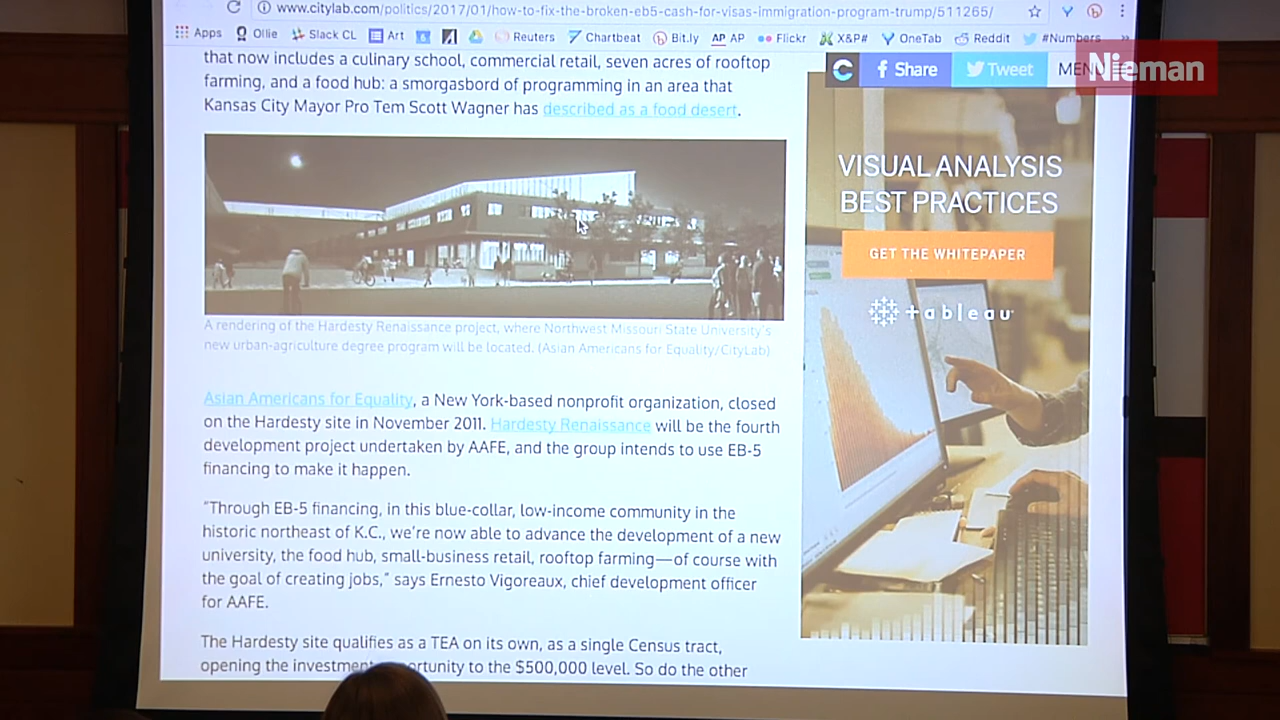 www.citylab.com/politics/2017/01/how-to-fix-the-broken-eb5-cash-for-visas-immigration-program-trump/511265/
Apps Ollie Slack CL Art Reuters Chartbeat Bit.ly AP AP Flickr X&P# OneTab Reddit #Numbers »
that now includes a culinary school, commercial retail, seven acres of rooftop
farming, and a food hub: a smorgasbord of programming in an area that
Kansas City Mayor Pro Tem Scott Wagner has described as a food desert.
A rendering of the Hardesty Renaissance project, where Northwest Missouri State University's
new urban-agriculture degree program will be located. (Asian Americans for Equality/CityLab)
Asian Americans for Equality, a New York-based nonprofit organization, closed
on the Hardesty site in November 2011. Hardesty Renaissance will be the fourth
development project undertaken by AAFE, and the group intends to use EB-5
financing to make it happen.
"Through EB-5 financing, in this blue-collar, low-income community in the
historic northeast of K.C., we're now able to advance the development of a new
university, the food hub, small-business retail, rooftop farming—of course with
the goal of creating jobs," says Ernesto Vigoreaux, chief development officer
for AAFE.
The Hardesty site qualifies as a TEA on its own, as a single Census tract,
opening the investment to the $500,000 level. So do the other
C f Share Tweet MEN
Nieman
VISUAL ANALYSIS
BEST PRACTICES
GET THE WHITEPAPER
+ableau